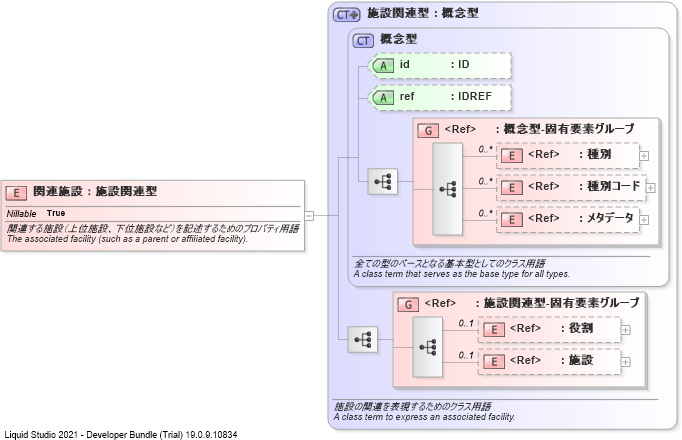 CT 施設関連型 : 概念型
CT 概念型
A id : ID
A ref : IDREF
G <Ref> : 概念型-固有要素グループ
0..*
E <Ref> : 種別
0..*
E <Ref> : 種別コード
0..*
E <Ref> : メタデータ
E 関連施設 : 施設関連型
Nillable True
関連する施設(上位施設、下位施設など)を記述するためのプロパティ用語
The associated facility (such as a parent or affiliated facility).
全ての型のベースとなる基本型としてのクラス用語
A class term that serves as the base type for all types.
G <Ref> : 施設関連型-固有要素グループ
0..1
E <Ref> : 役割
0..1
E <Ref> : 施設
施設の関連を表現するためのクラス用語
A class term to express an associated facility.
Liquid Studio 2021 - Developer Bundle (Trial) 19.0.9.10834